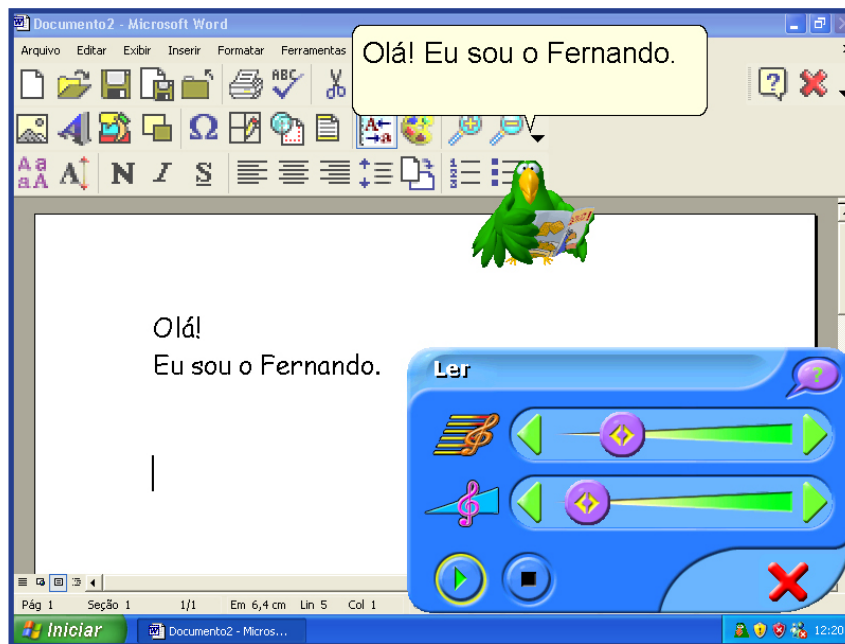 Documento2 - Microsoft Word
Arquivo Editar Exibir Inserir Formatar Ferramentas
Olá! Eu sou o Fernando.
ABC
Olá!
Eu sou o Fernando.
Ler
Pág 1 Seção 1 1/1 Em 6,4 cm Lin 5 Col 1
Iniciar Documento2 - Micros... 12:20